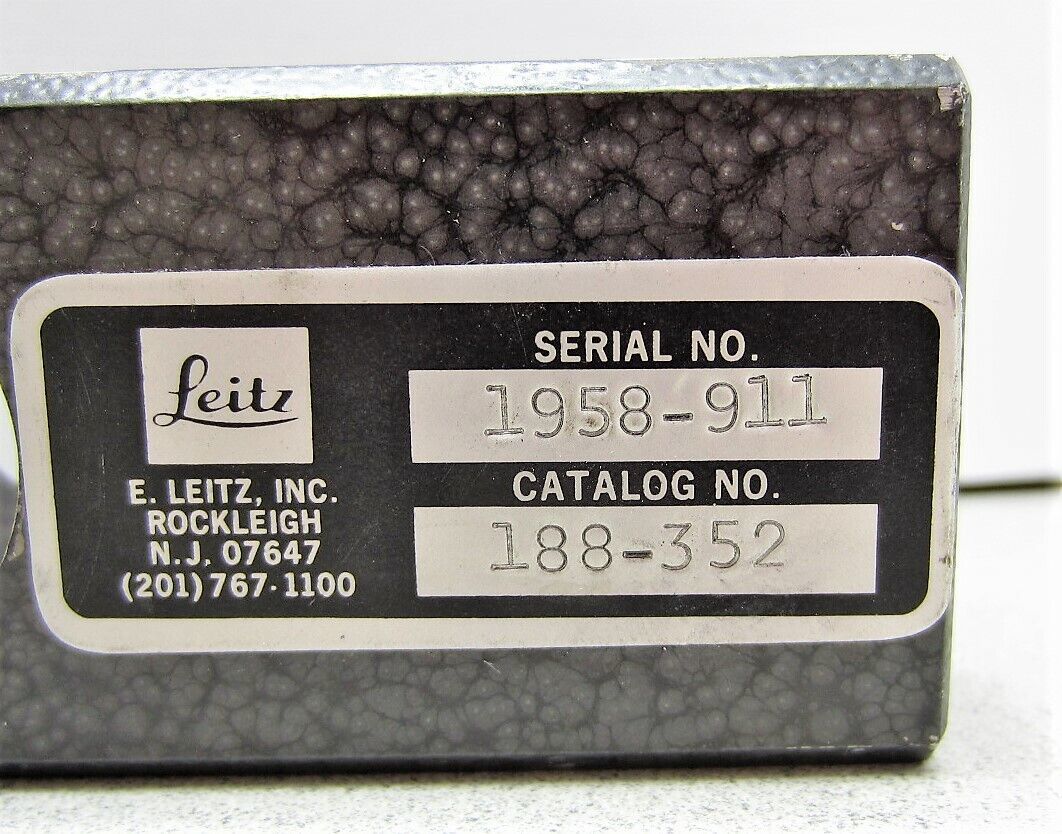 Leitz
E. LEITZ, INC.
ROCKLEIGH
N.J. 07647
(201) 767-1100
SERIAL NO.
1958-911
CATALOG NO.
188-352